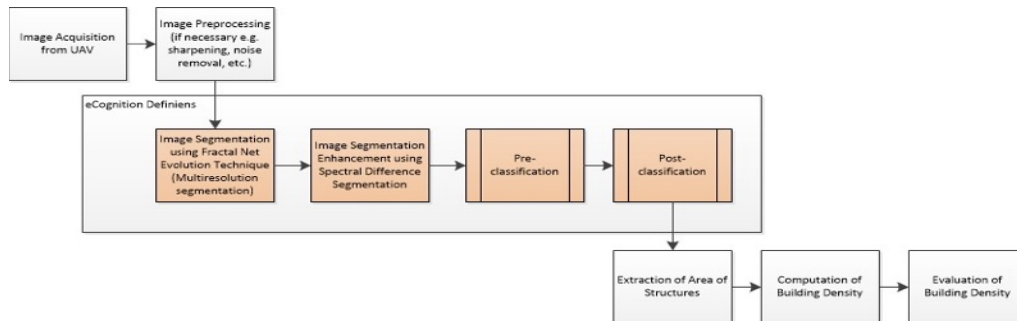 Image Acquisition
from UAV
Image Preprocessing
(if necessary e.g.
sharpening, noise
removal, etc.)
eCognition Definiens
Image Segmentation
using Fractal Net
Evolution Technique
(Multiresolution
segmentation)
Image Segmentation
Enhancement using
Spectral Difference
Segmentation
Pre-
classification
Post-
classification
Extraction of Area of
Structures
Computation of
Building Density
Evaluation of
Building Density